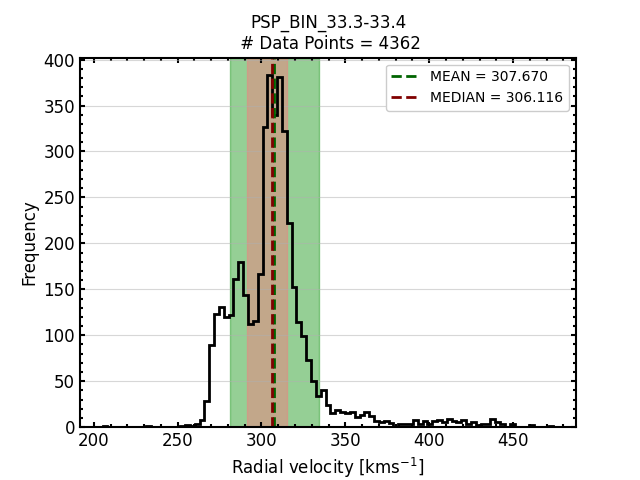 PSP_BIN_33.3-33.4
# Data Points = 4362
MEAN = 307.670
MEDIAN = 306.116
Frequency
400
350
300
250
200
150
100
50
0
200 250 300 350 400 450
Radial velocity [kms⁻¹]